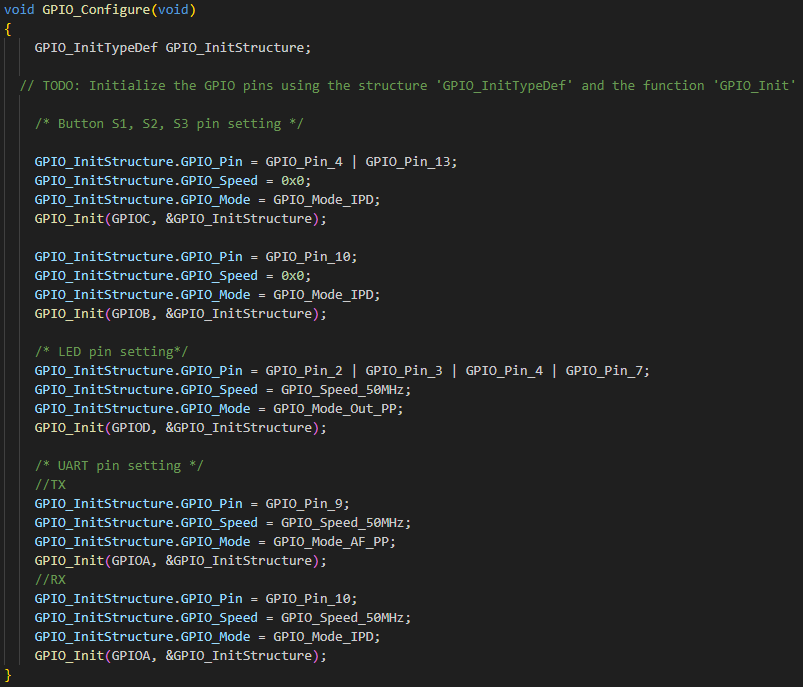 void GPIO_Configure(void)
{
GPIO_InitTypeDef GPIO_InitStructure;
// TODO: Initialize the GPIO pins using the structure 'GPIO_InitTypeDef' and the function 'GPIO_Init'
/* Button S1, S2, S3 pin setting */
GPIO_InitStructure.GPIO_Pin = GPIO_Pin_4 | GPIO_Pin_13;
GPIO_InitStructure.GPIO_Speed = 0x0;
GPIO_InitStructure.GPIO_Mode = GPIO_Mode_IPD;
GPIO_Init(GPIOC, &GPIO_InitStructure);
GPIO_InitStructure.GPIO_Pin = GPIO_Pin_10;
GPIO_InitStructure.GPIO_Speed = 0x0;
GPIO_InitStructure.GPIO_Mode = GPIO_Mode_IPD;
GPIO_Init(GPIOB, &GPIO_InitStructure);
/* LED pin setting*/
GPIO_InitStructure.GPIO_Pin = GPIO_Pin_2 | GPIO_Pin_3 | GPIO_Pin_4 | GPIO_Pin_7;
GPIO_InitStructure.GPIO_Speed = GPIO_Speed_50MHz;
GPIO_InitStructure.GPIO_Mode = GPIO_Mode_Out_PP;
GPIO_Init(GPIOD, &GPIO_InitStructure);
/* UART pin setting */
//TX
GPIO_InitStructure.GPIO_Pin = GPIO_Pin_9;
GPIO_InitStructure.GPIO_Speed = GPIO_Speed_50MHz;
GPIO_InitStructure.GPIO_Mode = GPIO_Mode_AF_PP;
GPIO_Init(GPIOA, &GPIO_InitStructure);
//RX
GPIO_InitStructure.GPIO_Pin = GPIO_Pin_10;
GPIO_InitStructure.GPIO_Speed = GPIO_Speed_50MHz;
GPIO_InitStructure.GPIO_Mode = GPIO_Mode_IPD;
GPIO_Init(GPIOA, &GPIO_InitStructure);
}